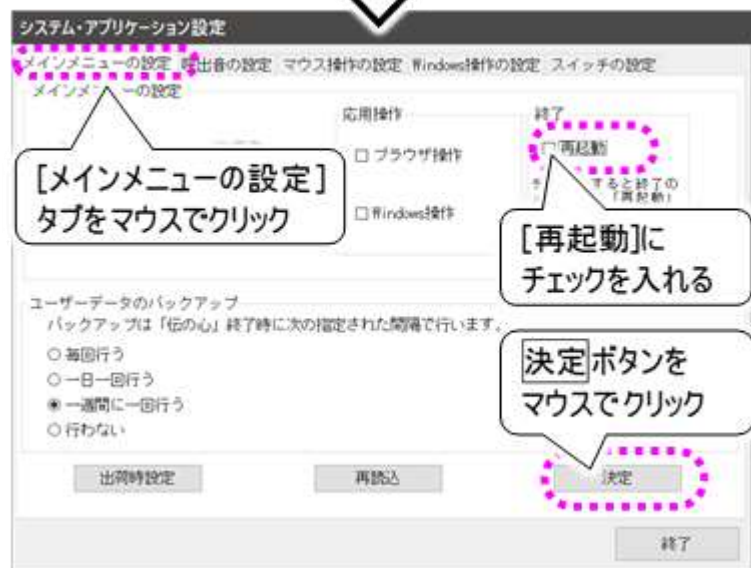 システム・アプリケーション設定
メインメニューの設定 呼出音の設定 マウス操作の設定 Windows操作の設定 スイッチの設定
メインメニューの設定
応用操作
終了
□ ブラウザ操作
□ 再起動
すると終了の
「再起動」
□ Windows操作
[メインメニューの設定]
タブをマウスでクリック
[再起動]に
チェックを入れる
ユーザーデータのバックアップ
バックアップは「伝の心」終了時に次の指定された間隔で行います。
○ 毎回行う
○ 一日一回行う
◉ 一週間に一回行う
○ 行わない
決定ボタンを
マウスでクリック
出荷時設定
再読込
決定
終了